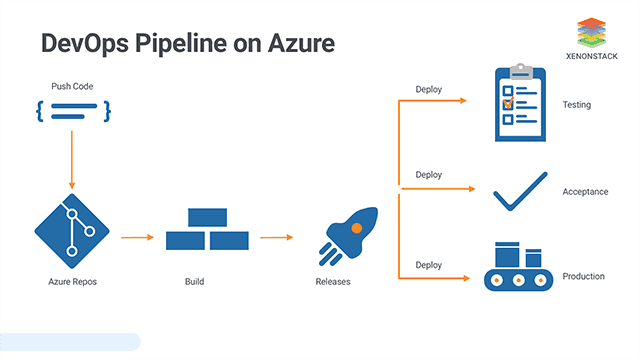 DevOps Pipeline on Azure
XENONSTACK
Push Code
Deploy
Testing
Deploy
Acceptance
Azure Repos
Build
Releases
Deploy
Production